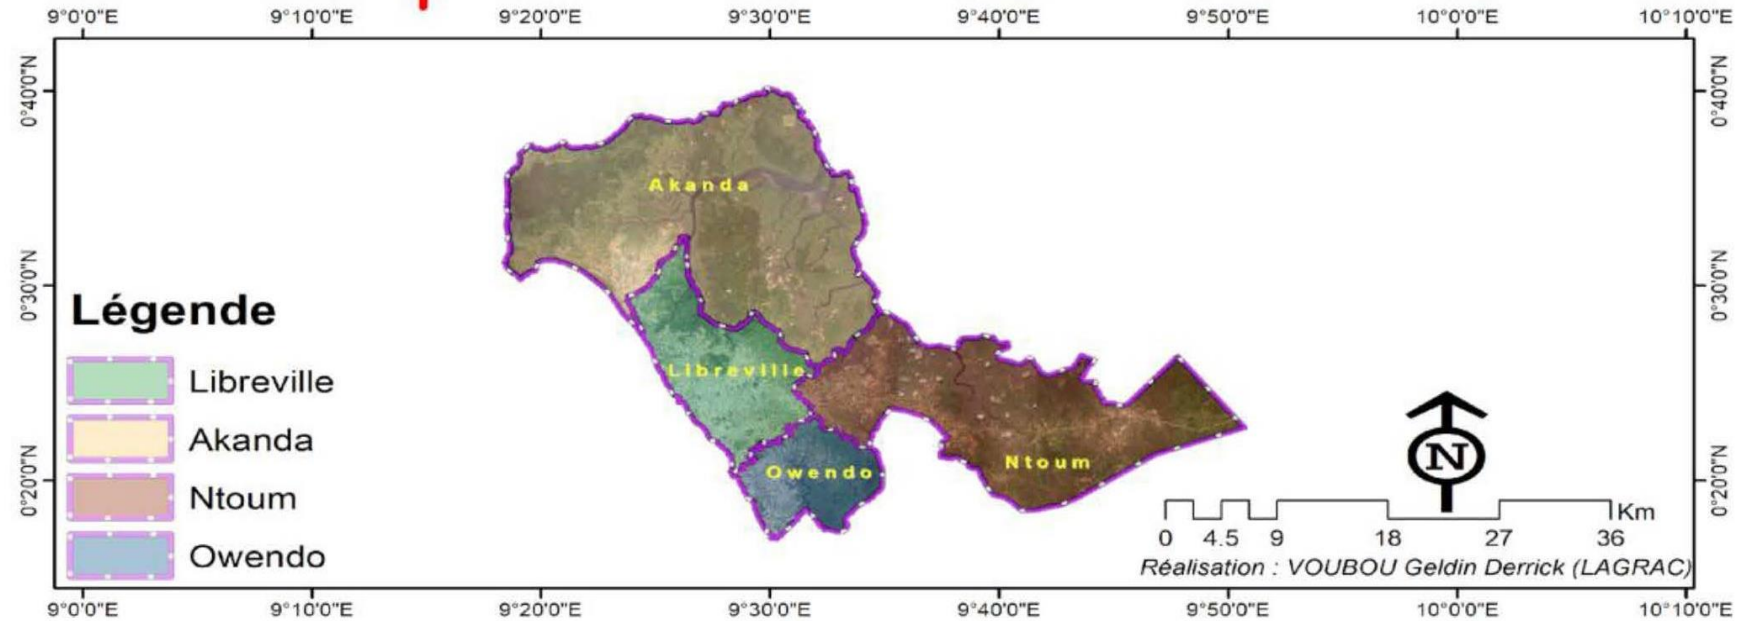 9°0'0"E 9°10'0"E 9°20'0"E 9°30'0"E 9°40'0"E 9°50'0"E 10°0'0"E 10°10'0"E
0°40'0"N 0°40'0"N
Akanda
0°30'0"N 0°30'0"N
Légende
Libreville
Libreville
Akanda
Ntoum
Owendo
0°20'0"N 0°20'0"N
Ntoum
N
Km
0 4.5 9 18 27 36
Owendo
Réalisation : VOUBOU Geldin Derrick (LAGRAC)
9°0'0"E 9°10'0"E 9°20'0"E 9°30'0"E 9°40'0"E 9°50'0"E 10°0'0"E 10°10'0"E